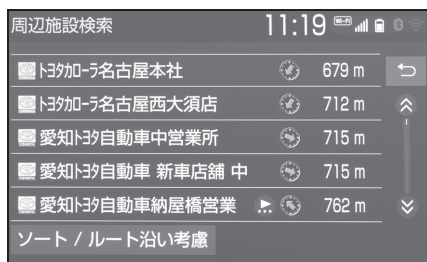 周辺施設検索 11:19 Wi-Fi
トヨタカローラ名古屋本社 679 m
トヨタカローラ名古屋西大須店 712 m
愛知トヨタ自動車中営業所 715 m
愛知トヨタ自動車 新車店舗 中 715 m
愛知トヨタ自動車納屋橋営業 762 m
ソート / ルート沿い考慮